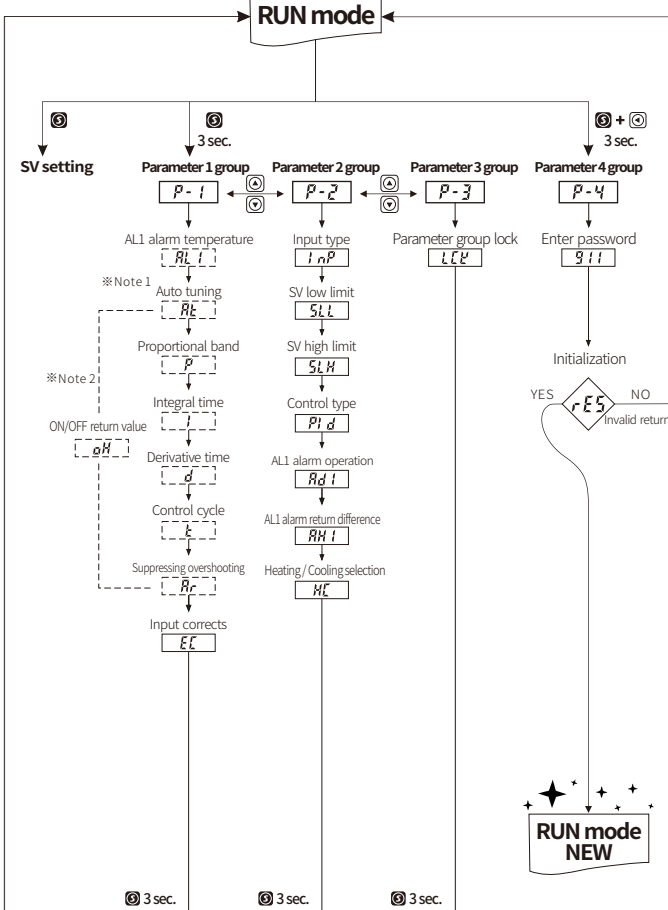 RUN mode
S
S
3 sec.
S + ◀
3 sec.
SV setting
Parameter 1 group
Parameter 2 group
Parameter 3 group
Parameter 4 group
P-1
P-2
P-3
P-4
AL1 alarm temperature
AL1
※Note 1
Auto tuning
At
Proportional band
P
※Note 2
Integral time
I
ON/OFF return value
oH
Derivative time
d
Control cycle
t
Suppressing overshooting
Ar
Input corrects
EC
Input type
InP
SV low limit
SLL
SV high limit
SLH
Control type
PId
AL1 alarm operation
Ad1
AL1 alarm return difference
AH1
Heating / Cooling selection
HC
Parameter group lock
LCK
Enter password
911
Initialization
YES
rES
NO
Invalid return
RUN mode
NEW
S 3 sec.
S 3 sec.
S 3 sec.